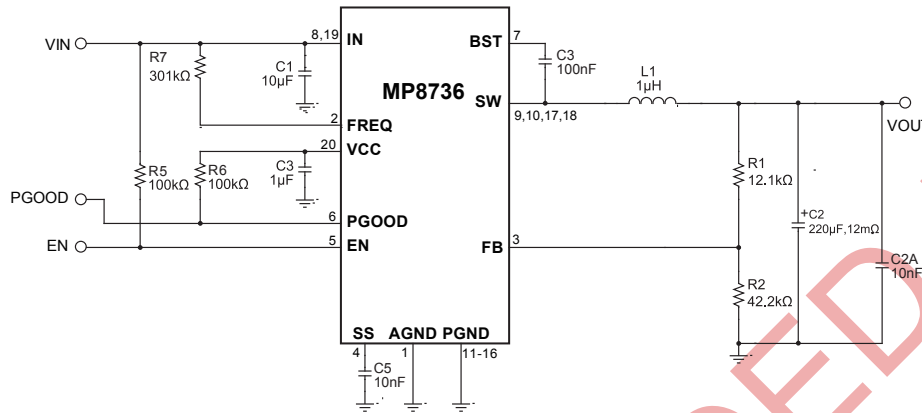 VIN
R7
301kΩ
8,19
IN
C1
10µF
2
FREQ
20
VCC
R5
100kΩ
R6
100kΩ
C3
1µF
PGOOD
6
PGOOD
EN
5
EN
MP8736
BST
7
C3
100nF
SW
9,10,17,18
L1
1µH
VOUT
R1
12.1kΩ
FB
3
+C2
220µF,12mΩ
C2A
10nF
R2
42.2kΩ
SS
AGND
PGND
4
1
11-16
C5
10nF